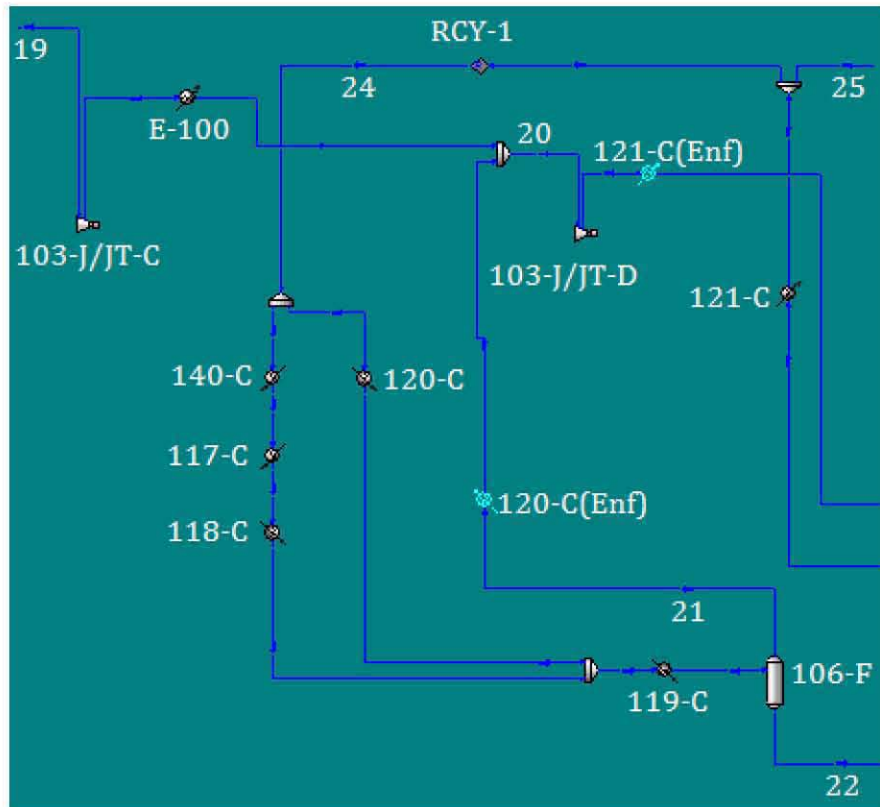 RCY-1
19
24
25
E-100
20
121-C(Enf)
103-J/JT-C
103-J/JT-D
121-C
140-C
120-C
117-C
120-C(Enf)
118-C
21
106-F
119-C
22